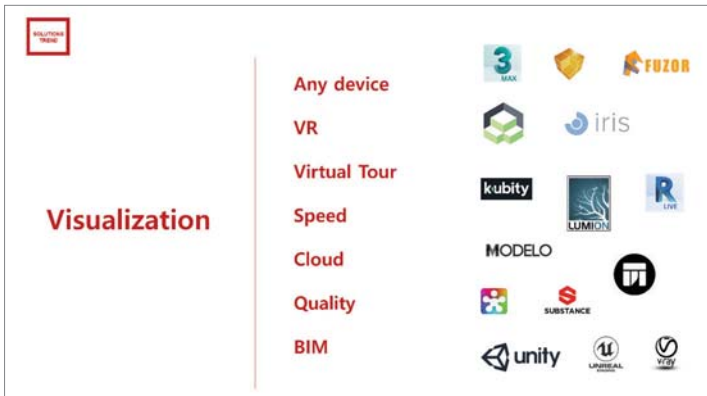 SOLUTIONS
TREND
Visualization
Any device
VR
Virtual Tour
Speed
Cloud
Quality
BIM
3
MAX
FUZOR
iris
kubity
LUMION
R
LIVE
MODELO
SUBSTANCE
unity
UNREAL
v·ray